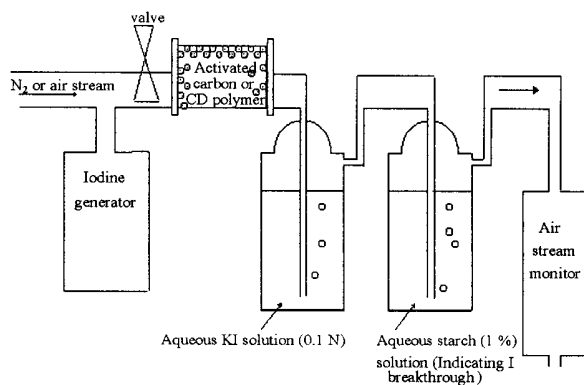 valve
N₂ or air stream
Activated
carbon or
CD polymer
Iodine
generator
Air
stream
monitor
Aqueous KI solution (0.1 N)
Aqueous starch (1 %)
solution (Indicating I
breakthrough )